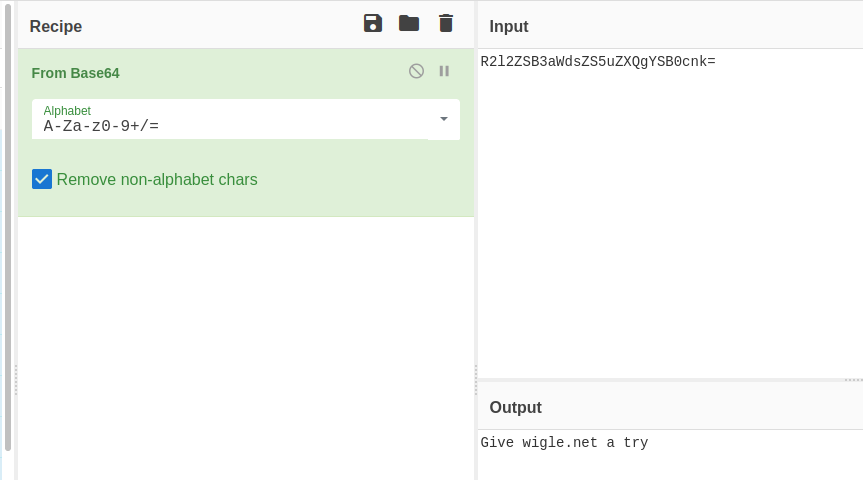 Recipe
From Base64
Alphabet
A-Za-z0-9+/=
Remove non-alphabet chars
Input
R2l2ZSB3aWdsZS5uZXQgYSB0cnk=
Output
Give wigle.net a try